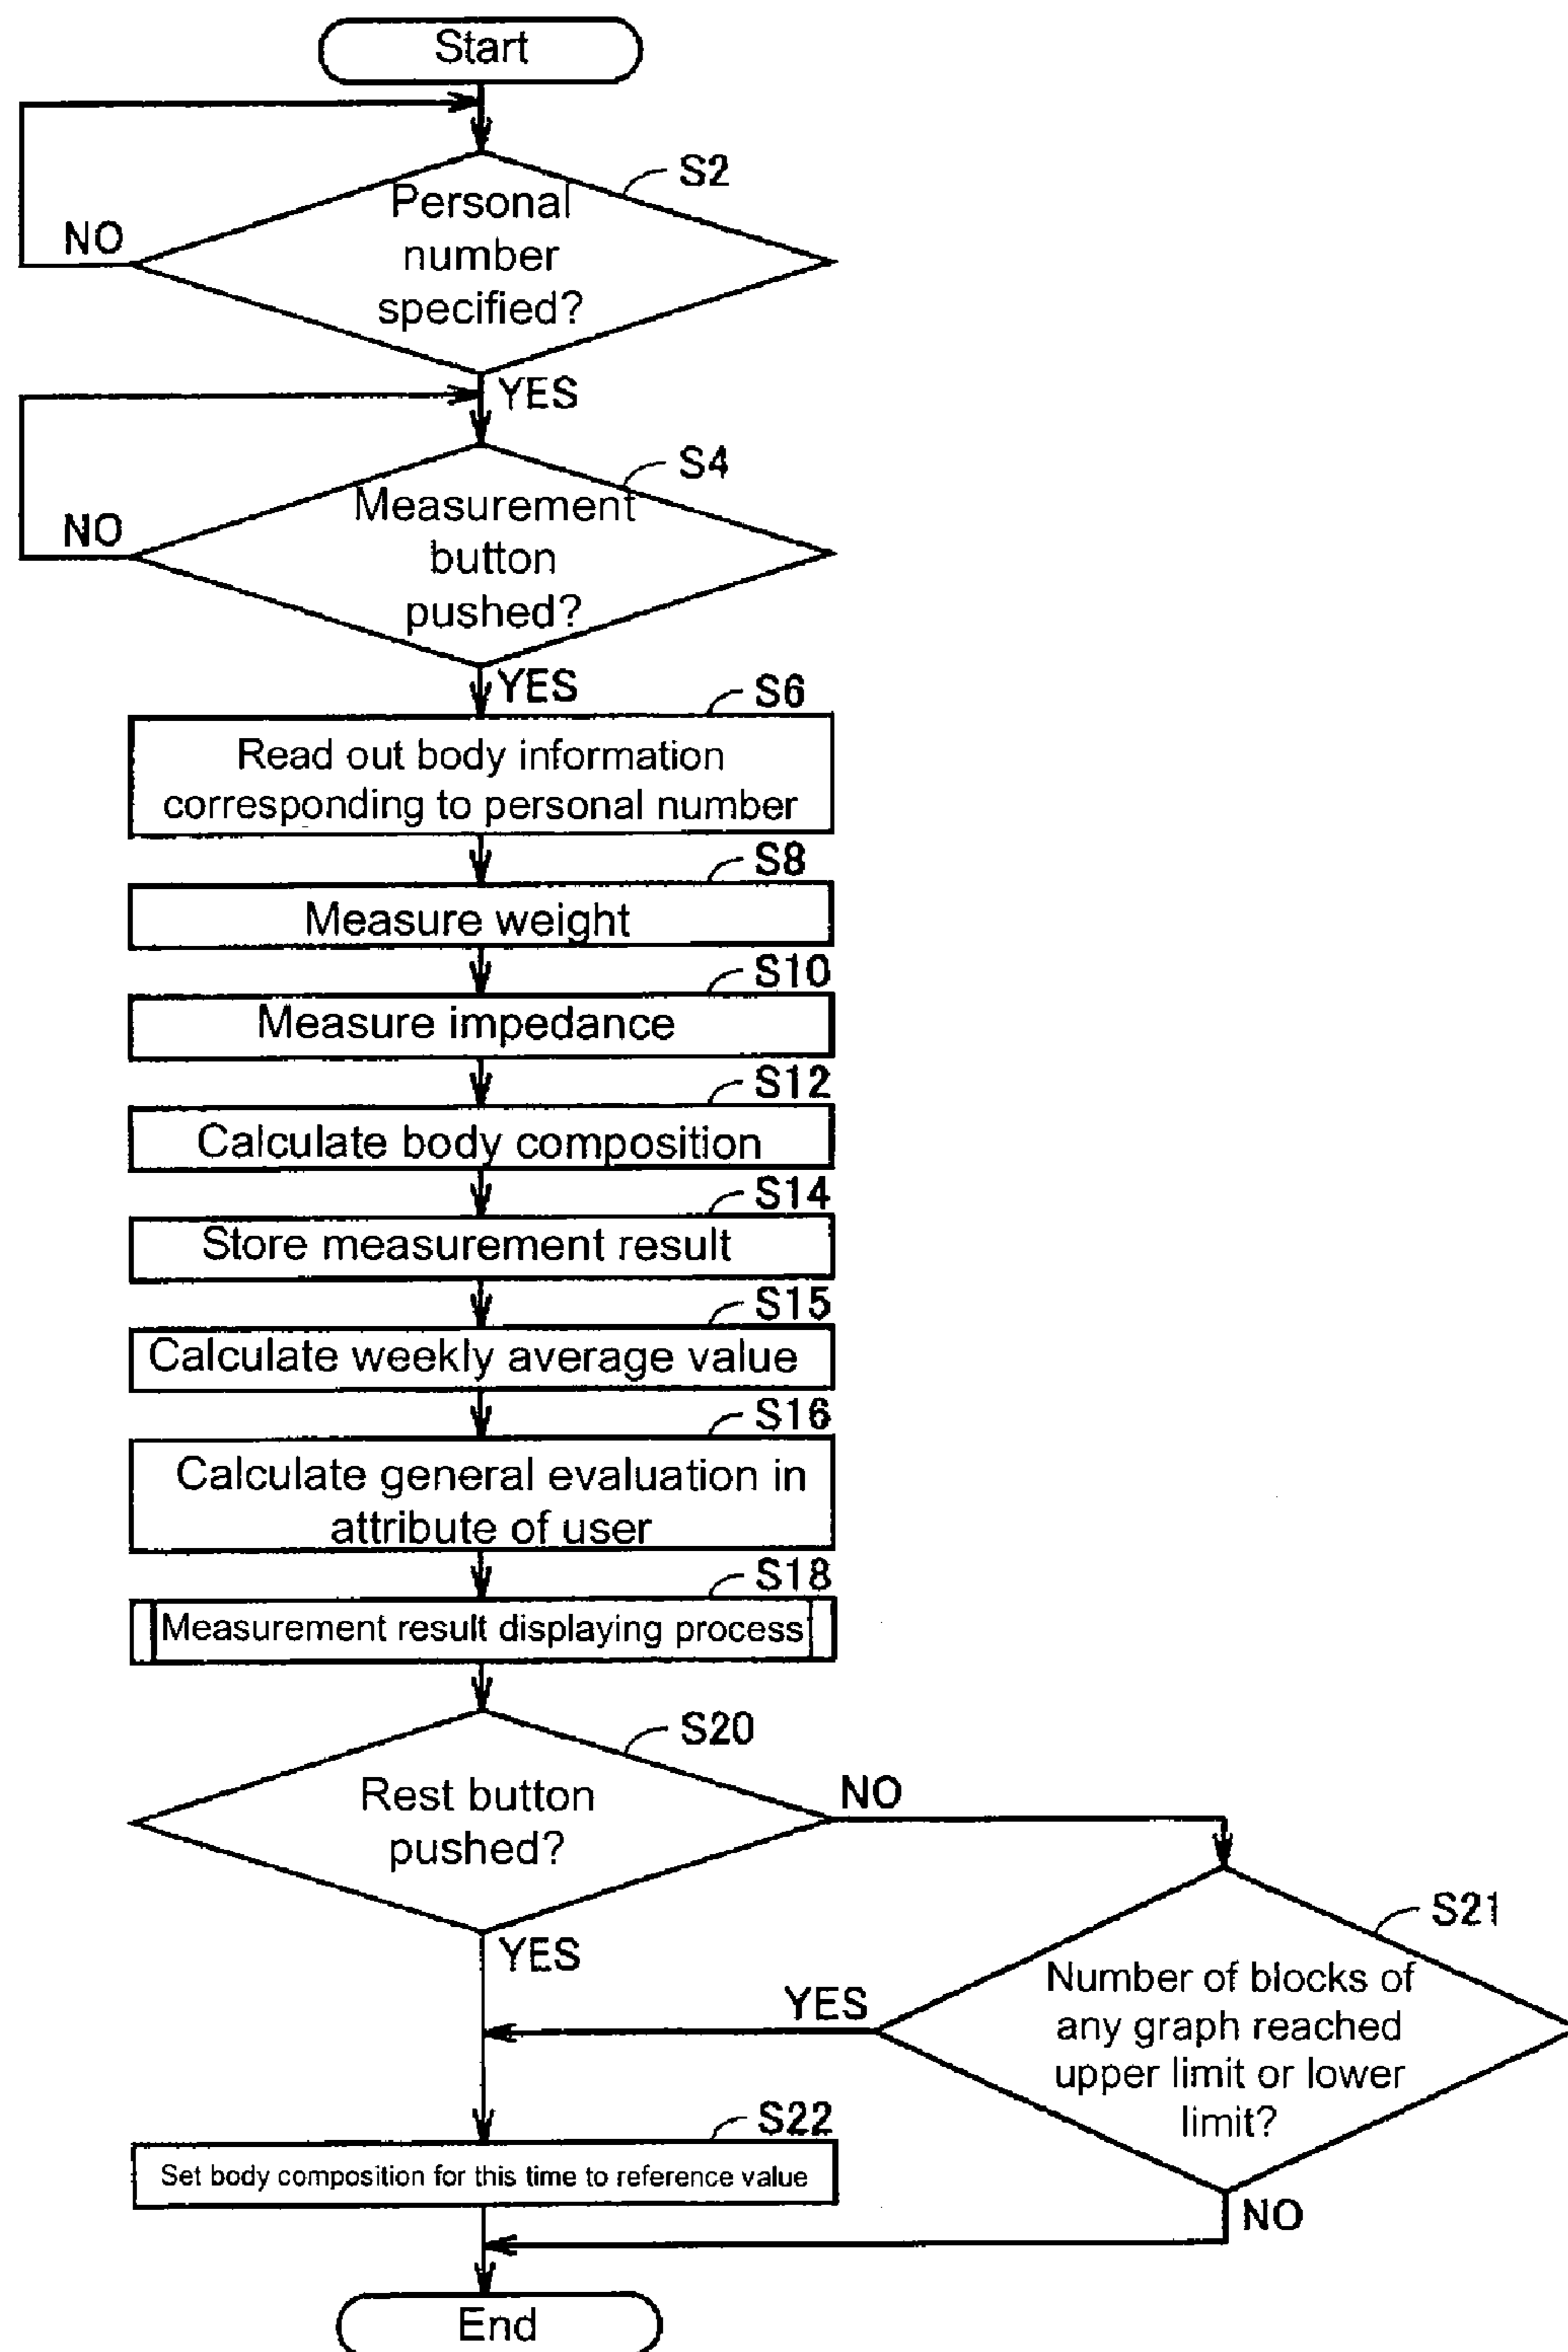 Start
S2
Personal
number
specified?
NO
YES
S4
Measurement
button
pushed?
NO
YES
S6
Read out body information
corresponding to personal number
S8
Measure weight
S10
Measure impedance
S12
Calculate body composition
S14
Store measurement result
S15
Calculate weekly average value
S16
Calculate general evaluation in
attribute of user
S18
Measurement result displaying process
S20
Rest button
pushed?
NO
YES
S21
Number of blocks of
any graph reached
upper limit or lower
limit?
YES
NO
S22
Set body composition for this time to reference value
End